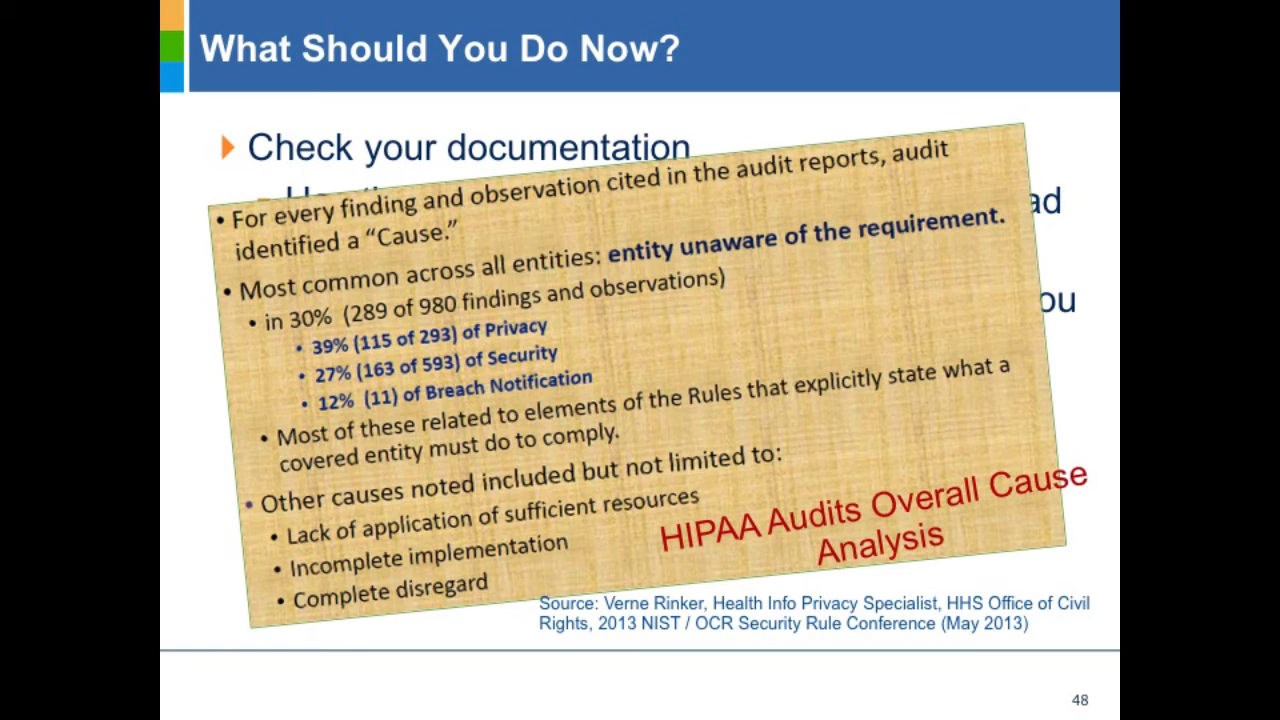 What Should You Do Now?
Check your documentation
• For every finding and observation cited in the audit reports, audit
identified a “Cause.”
• Most common across all entities: entity unaware of the requirement.
• in 30%  (289 of 980 findings and observations)
• 39% (115 of 293) of Privacy
• 27% (163 of 593) of Security
• 12%  (11) of Breach Notification
• Most of these related to elements of the Rules that explicitly state what a
covered entity must do to comply.
• Other causes noted included but not limited to:
• Lack of application of sufficient resources
• Incomplete implementation
• Complete disregard
HIPAA Audits Overall Cause
Analysis
Source: Verne Rinker, Health Info Privacy Specialist, HHS Office of Civil
Rights, 2013 NIST / OCR Security Rule Conference (May 2013)
48